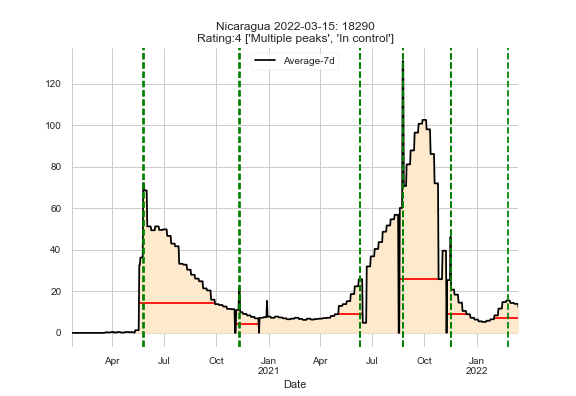 Nicaragua 2022-03-15: 18290
Rating:4 ['Multiple peaks', 'In control']
Average-7d
120
100
80
60
40
20
0
Apr Jul Oct Jan Apr Jul Oct Jan
2021 2022
Date